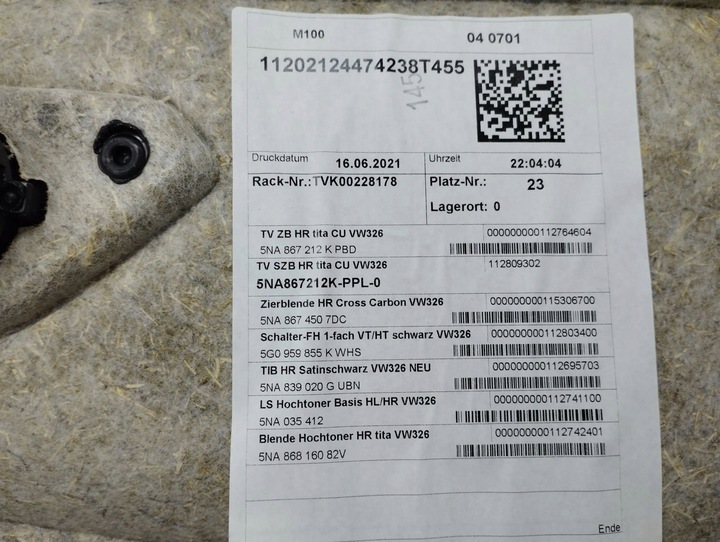 M100 04 0701
11202124474238T455
145
Druckdatum 16.06.2021 Uhrzeit 22:04:04
Rack-Nr.:TVK00228178 Platz-Nr.: 23
Lagerort: 0
TV ZB HR tita CU VW326 000000000112764604
5NA 867 212 K PBD
TV SZB HR tita CU VW326 112809302
5NA867212K-PPL-0
Zierblende HR Cross Carbon VW326 000000000115306700
5NA 867 450 7DC
Schalter-FH 1-fach VT/HT schwarz VW326 000000000112803400
5G0 959 855 K WHS
TIB HR Satinschwarz VW326 NEU 000000000112695703
5NA 839 020 G UBN
LS Hochtoner Basis HL/HR VW326 000000000112741100
5NA 035 412
Blende Hochtoner HR tita VW326 000000000112742401
5NA 868 160 82V
Ende